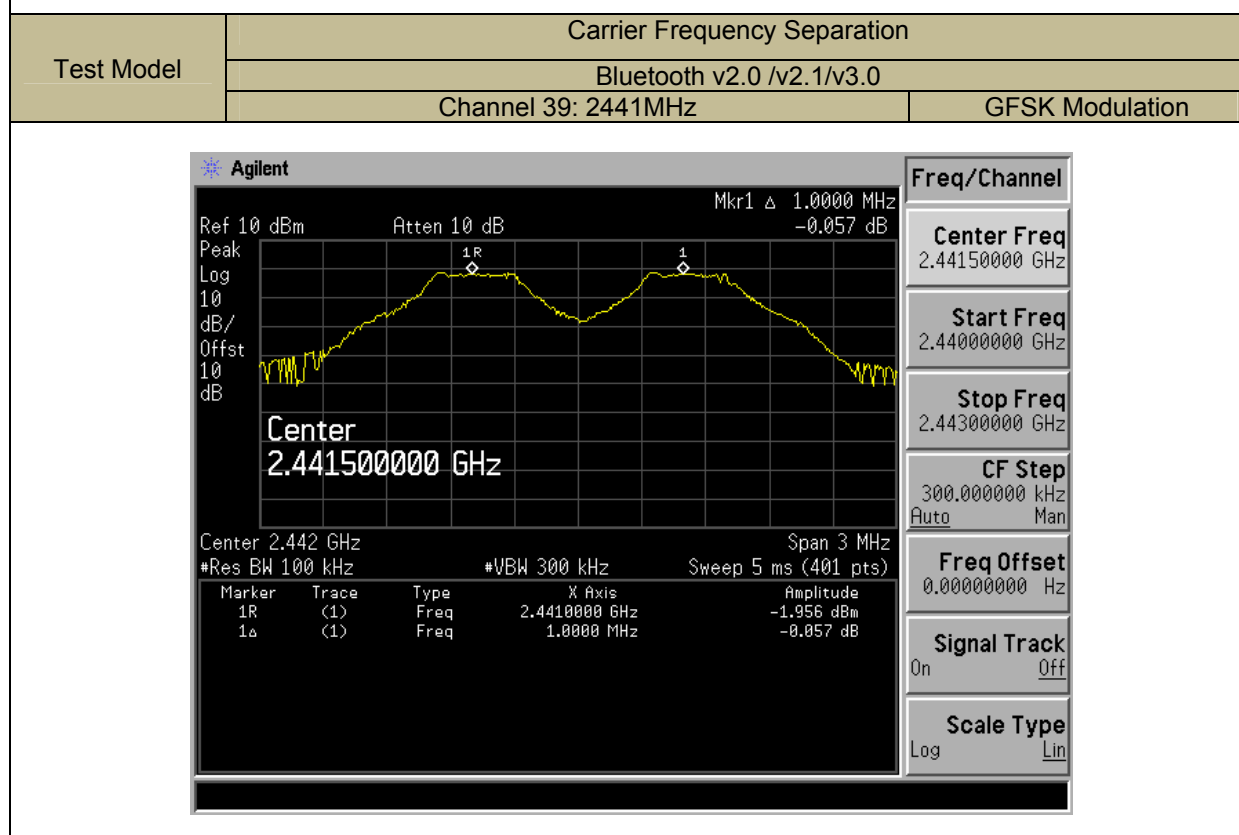 Test Model
Carrier Frequency Separation
Bluetooth v2.0 /v2.1/v3.0
Channel 39: 2441MHz GFSK Modulation
Agilent
Freq/Channel
Mkr1 Δ 1.0000 MHz
Ref 10 dBm Atten 10 dB -0.057 dB
Peak
Log
10
dB/
Offst
10
dB
1R 1
Center
2.441500000 GHz
Center 2.442 GHz Span 3 MHz
#Res BW 100 kHz #VBW 300 kHz Sweep 5 ms (401 pts)
Marker Trace Type X Axis Amplitude
1R (1) Freq 2.4410000 GHz -1.956 dBm
1Δ (1) Freq 1.0000 MHz -0.057 dB
Center Freq
2.44150000 GHz
Start Freq
2.44000000 GHz
Stop Freq
2.44300000 GHz
CF Step
300.000000 kHz
Auto Man
Freq Offset
0.00000000 Hz
Signal Track
On Off
Scale Type
Log Lin